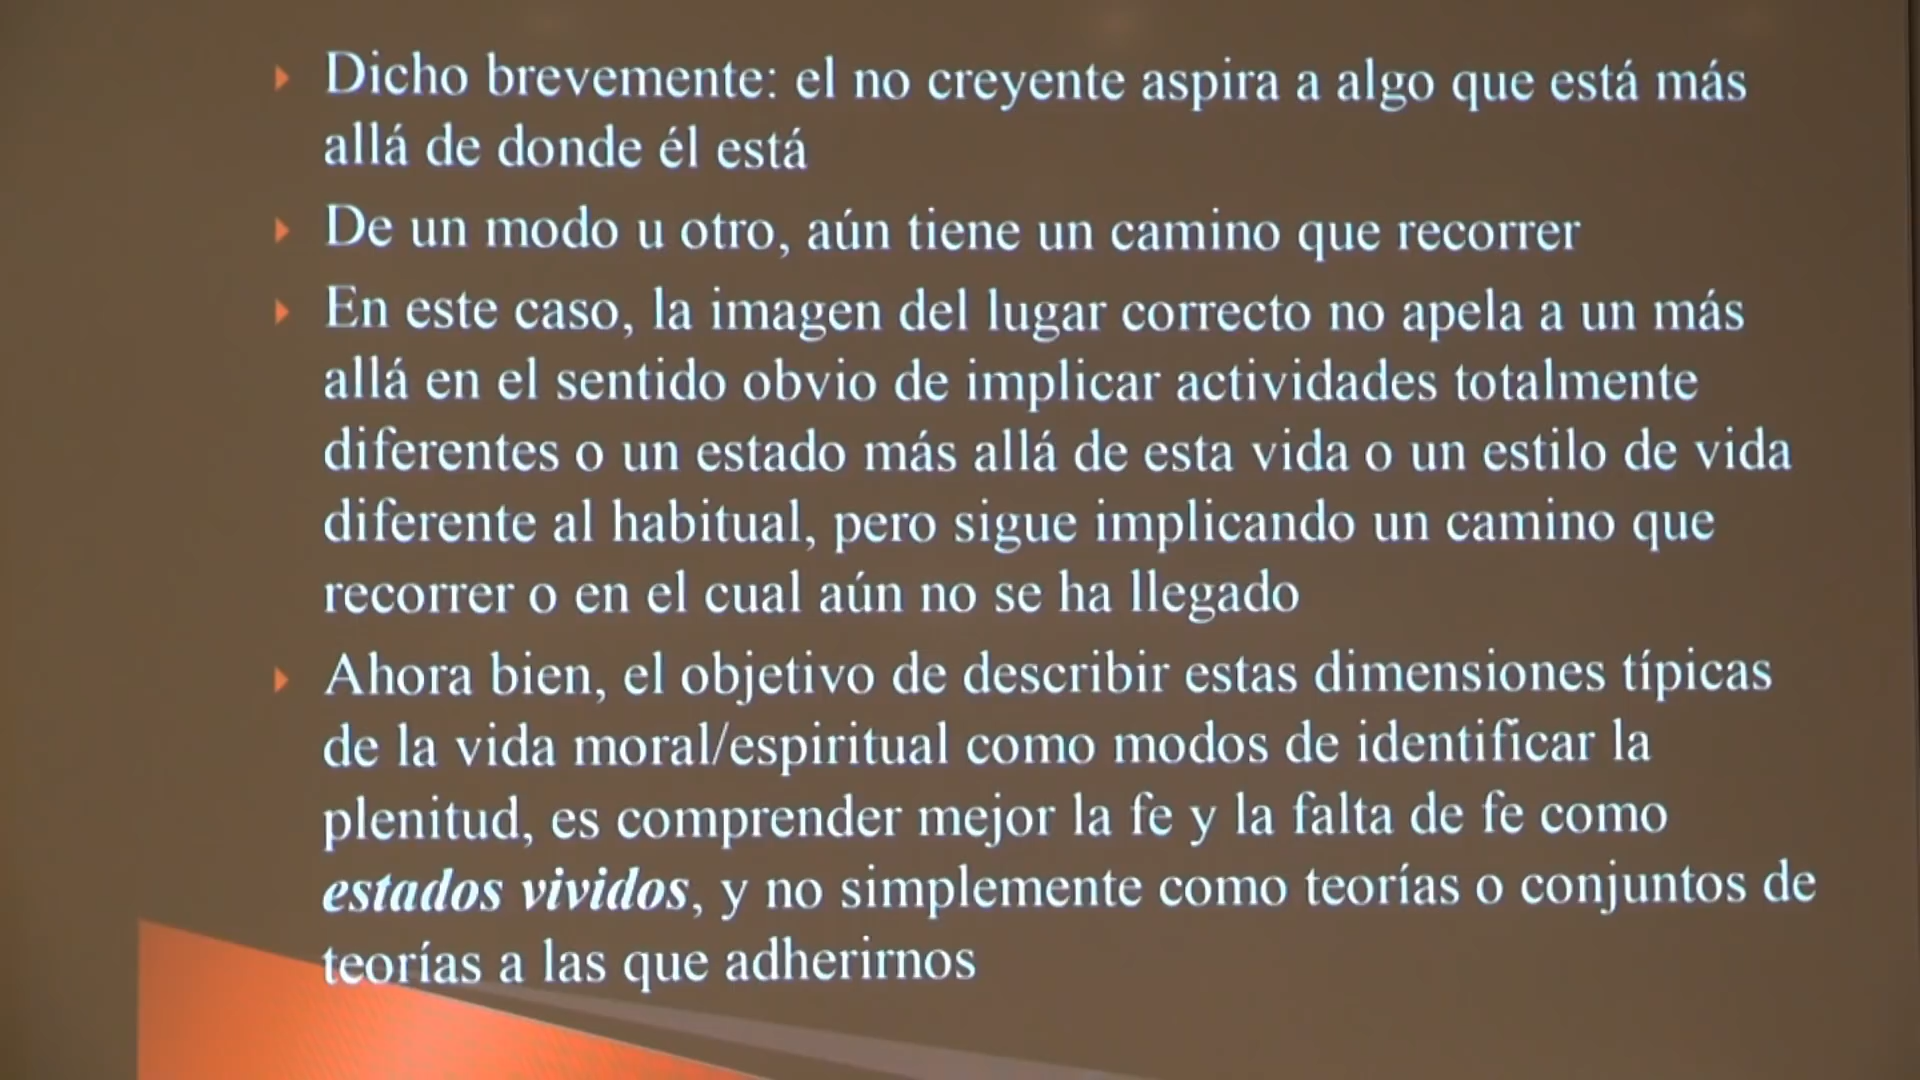 Dicho brevemente: el no creyente aspira a algo que está más
allá de donde él está
De un modo u otro, aún tiene un camino que recorrer
En este caso, la imagen del lugar correcto no apela a un más
allá en el sentido obvio de implicar actividades totalmente
diferentes o un estado más allá de esta vida o un estilo de vida
diferente al habitual, pero sigue implicando un camino que
recorrer o en el cual aún no se ha llegado
Ahora bien, el objetivo de describir estas dimensiones típicas
de la vida moral/espiritual como modos de identificar la
plenitud, es comprender mejor la fe y la falta de fe como
estados vividos, y no simplemente como teorías o conjuntos de
teorías a las que adherirnos